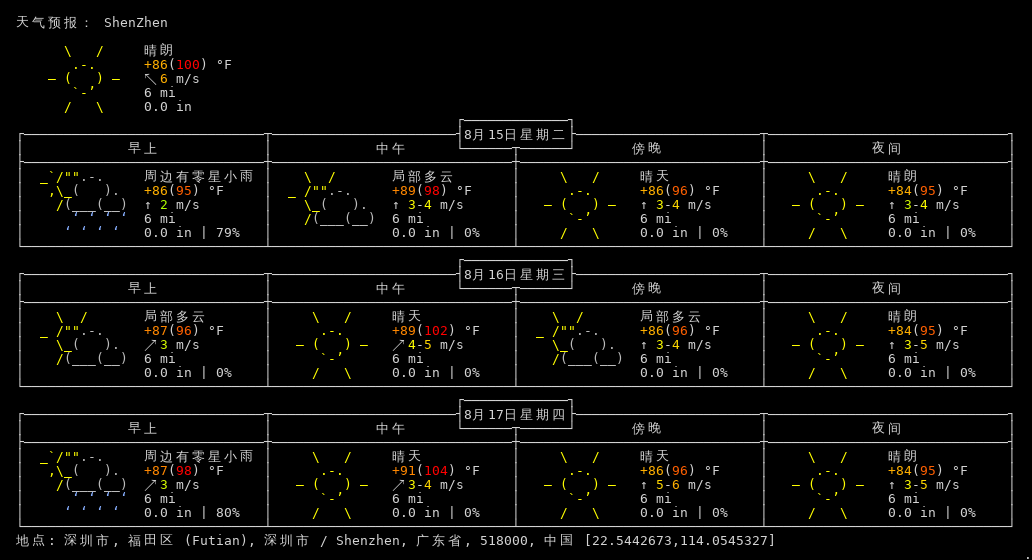 天气预报： ShenZhen
晴朗
+86(100) °F
↖ 6 m/s
6 mi
0.0 in
8月15日星期二
早上 中午 傍晚 夜间
周边有零星小雨 局部多云 晴天 晴朗
+86(95) °F +89(98) °F +86(96) °F +84(95) °F
↑ 2 m/s ↑ 3-4 m/s ↑ 3-4 m/s ↑ 3-4 m/s
6 mi 6 mi 6 mi 6 mi
0.0 in | 79% 0.0 in | 0% 0.0 in | 0% 0.0 in | 0%
8月16日星期三
早上 中午 傍晚 夜间
局部多云 晴天 局部多云 晴朗
+87(96) °F +89(102) °F +86(96) °F +84(95) °F
↗ 3 m/s ↗ 4-5 m/s ↑ 3-4 m/s ↑ 3-5 m/s
6 mi 6 mi 6 mi 6 mi
0.0 in | 0% 0.0 in | 0% 0.0 in | 0% 0.0 in | 0%
8月17日星期四
早上 中午 傍晚 夜间
周边有零星小雨 晴天 晴天 晴朗
+87(98) °F +91(104) °F +86(96) °F +84(95) °F
↗ 3 m/s ↗ 3-4 m/s ↑ 5-6 m/s ↑ 3-5 m/s
6 mi 6 mi 6 mi 6 mi
0.0 in | 80% 0.0 in | 0% 0.0 in | 0% 0.0 in | 0%
地点: 深圳市, 福田区 (Futian), 深圳市 / Shenzhen, 广东省, 518000, 中国 [22.5442673,114.0545327]